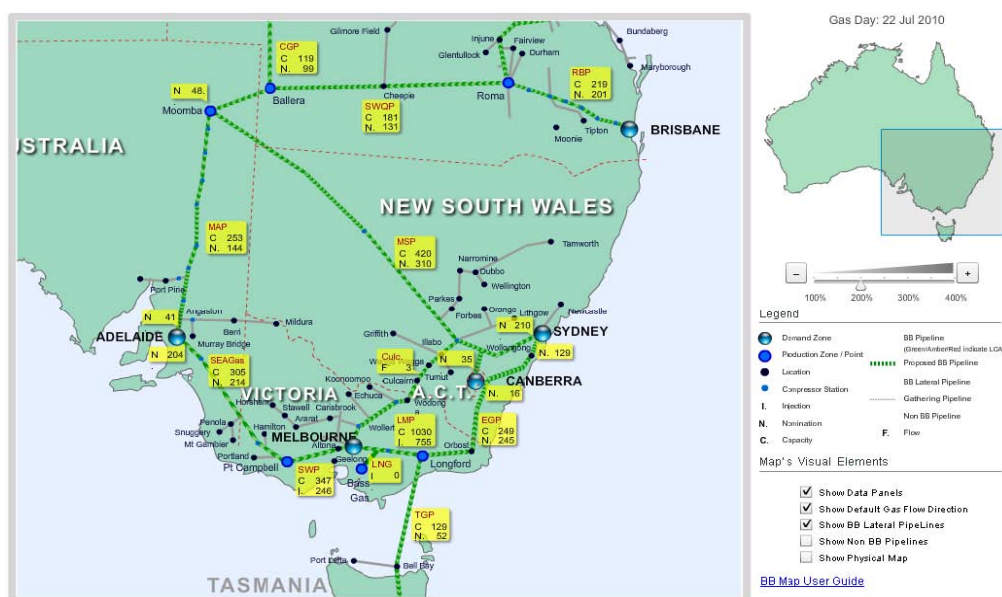 Gas Day: 22 Jul 2010
Gilmore Field
Injune
Fairview
Glentullock
Durham
Bundaberg
Maryborough
CGP
C 119
N. 99
RBP
C 219
N. 201
N 48.
Moomba
Ballera
Cheepie
SWQP
C 181
N. 131
Roma
Moonie
Tipton
BRISBANE
USTRALIA
NEW SOUTH WALES
MAP
C 253
N. 144
MSP
C 420
N. 310
Tamworth
Narromine
Dubbo
Wellington
Parkes
Forbes
Orange
Lithgow
Newcastle
Port Pirie
Angaston
N 41
Berri
Mildura
ADELAIDE
Murray Bridge
N 204
SEAGas
C 305
N. 214
Griffith
Illabo
N 210
SYDNEY
Wollongong
N. 129
Culc.
F 3
N 35
Culcairn
Tumut
CANBERRA
N. 16
VICTORIA
A.C.T.
Koonoomoo
Echuca
Wodonga
Horsham
Stawell
Carisbrook
Ararat
Hamilton
Penola
Snuggery
Mt Gambier
Portland
MELBOURNE
Wollert
Altona
Geelong
Pt Campbell
LMP
C 1030
I. 755
EGP
C 249
N. 245
Orbost
Longford
SWP
C 347
I. 246
LNG
I 0
Bass
Gas
TGP
C 129
N. 52
Bell Bay
TASMANIA
– +
100% 200% 300% 400%
Legend
Demand Zone
Production Zone / Point
Location
Compressor Station
I. Injection
N. Nomination
C. Capacity
BB Pipeline
(Green/Amber/Red indicate LCA
Proposed BB Pipeline
BB Lateral Pipeline
Gathering Pipeline
Non BB Pipeline
F. Flow
Map's Visual Elements
Show Data Panels
Show Default Gas Flow Direction
Show BB Lateral PipeLines
Show Non BB Pipelines
Show Physical Map
BB Map User Guide